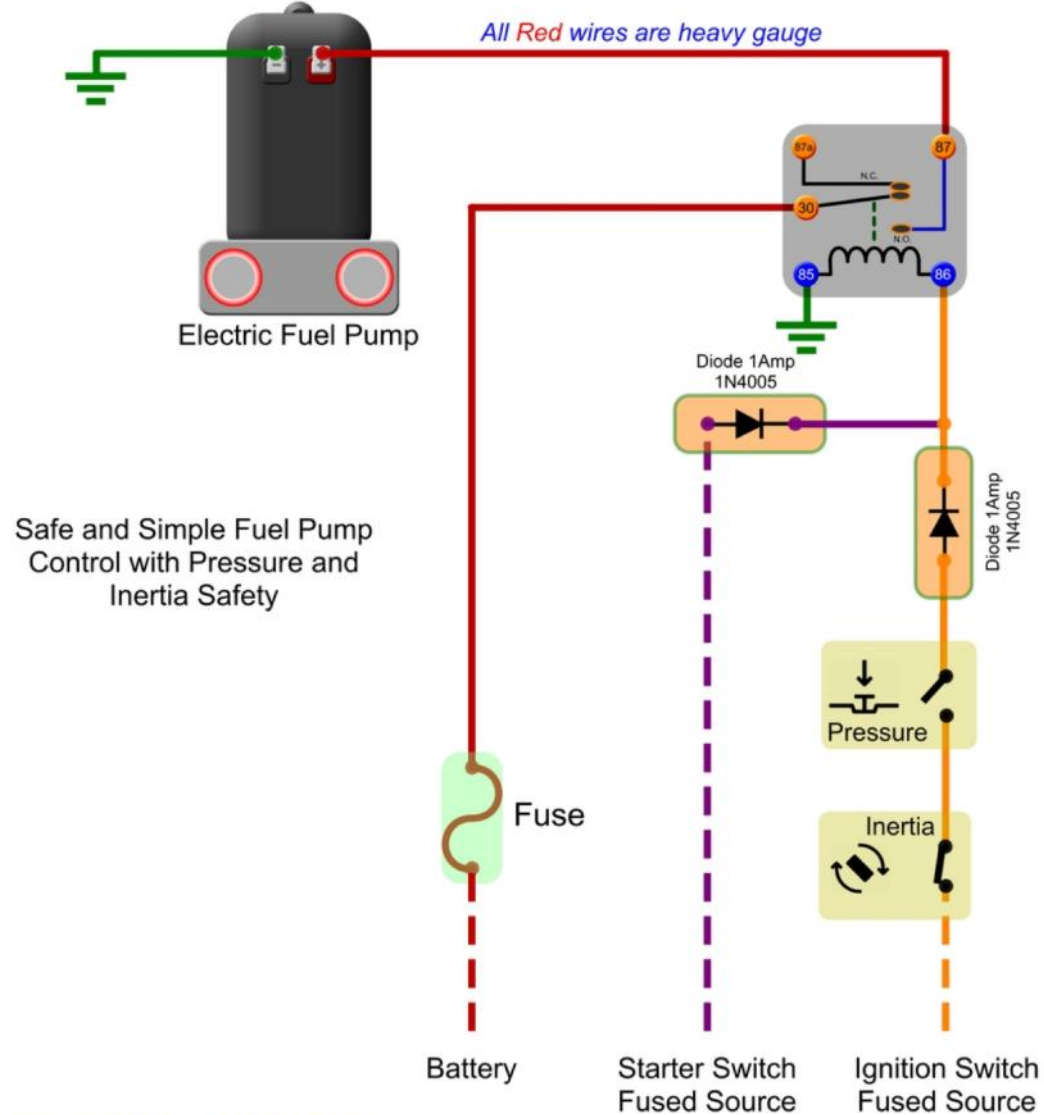 All Red wires are heavy gauge
-
+
87a
87
N.C.
30
N.O.
85
86
Electric Fuel Pump
Diode 1Amp
1N4005
Diode 1Amp
1N4005
Safe and Simple Fuel Pump
Control with Pressure and
Inertia Safety
Pressure
Fuse
Inertia
Battery
Starter Switch
Fused Source
Ignition Switch
Fused Source